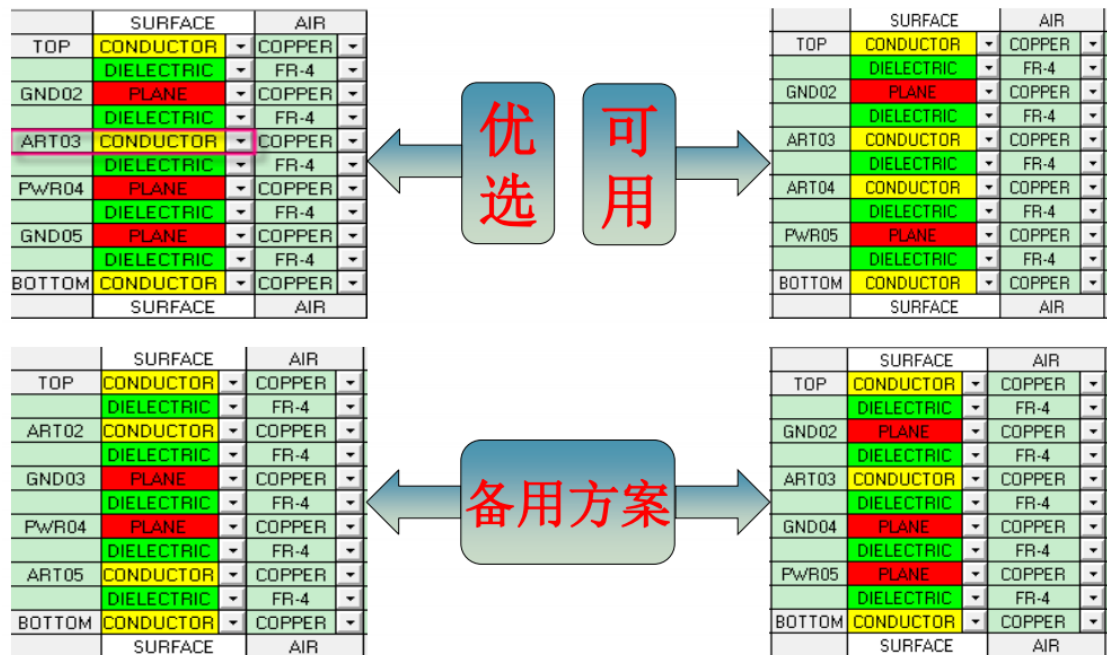 SURFACE AIR
TOP CONDUCTOR COPPER
DIELECTRIC FR-4
GND02 PLANE COPPER
DIELECTRIC FR-4
ART03 CONDUCTOR COPPER
DIELECTRIC FR-4
PWR04 PLANE COPPER
DIELECTRIC FR-4
GND05 PLANE COPPER
DIELECTRIC FR-4
BOTTOM CONDUCTOR COPPER
SURFACE AIR
优选
可用
SURFACE AIR
TOP CONDUCTOR COPPER
DIELECTRIC FR-4
GND02 PLANE COPPER
DIELECTRIC FR-4
ART03 CONDUCTOR COPPER
DIELECTRIC FR-4
ART04 CONDUCTOR COPPER
DIELECTRIC FR-4
PWR05 PLANE COPPER
DIELECTRIC FR-4
BOTTOM CONDUCTOR COPPER
SURFACE AIR
SURFACE AIR
TOP CONDUCTOR COPPER
DIELECTRIC FR-4
ART02 CONDUCTOR COPPER
DIELECTRIC FR-4
GND03 PLANE COPPER
DIELECTRIC FR-4
PWR04 PLANE COPPER
DIELECTRIC FR-4
ART05 CONDUCTOR COPPER
DIELECTRIC FR-4
BOTTOM CONDUCTOR COPPER
SURFACE AIR
备用方案
SURFACE AIR
TOP CONDUCTOR COPPER
DIELECTRIC FR-4
GND02 PLANE COPPER
DIELECTRIC FR-4
ART03 CONDUCTOR COPPER
DIELECTRIC FR-4
GND04 PLANE COPPER
DIELECTRIC FR-4
PWR05 PLANE COPPER
DIELECTRIC FR-4
BOTTOM CONDUCTOR COPPER
SURFACE AIR